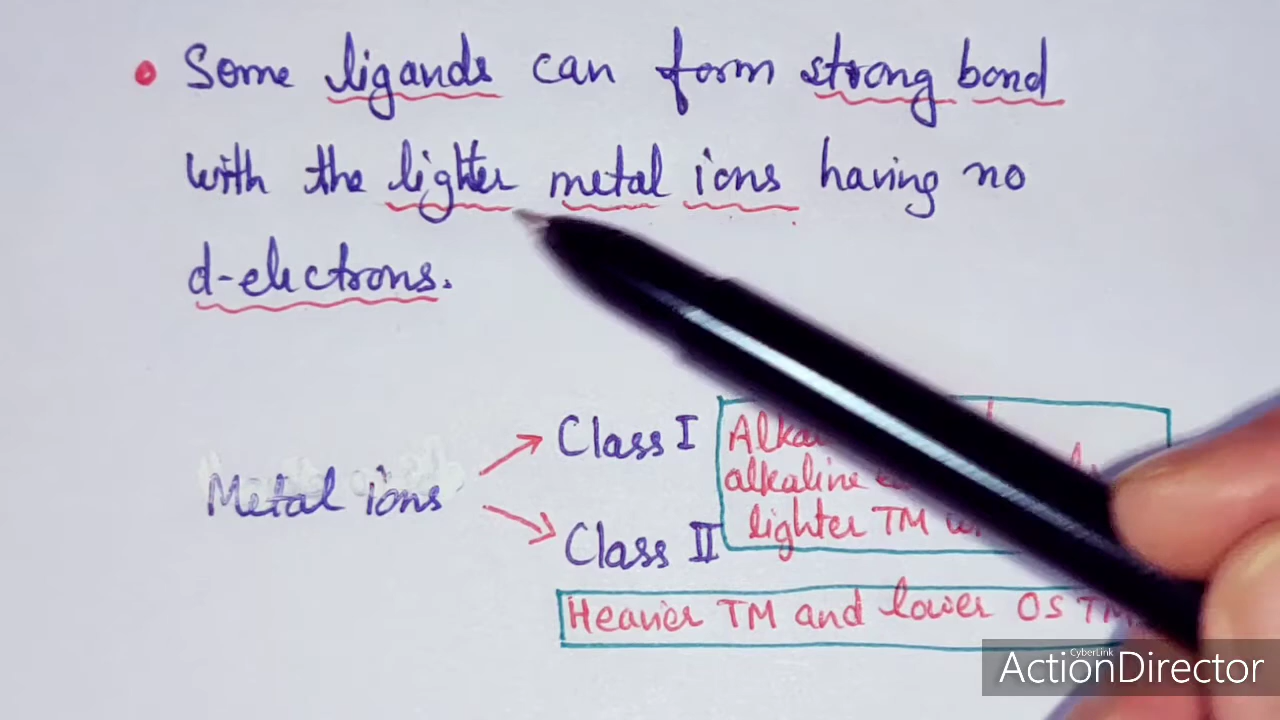 • Some ligands can form strong bond
with the lighter metal ions having no
d-electrons.
Metal ions
Class I
alkaline
lighter TM
Class II
Heavier TM and lower OS TM
CyberLink
ActionDirector